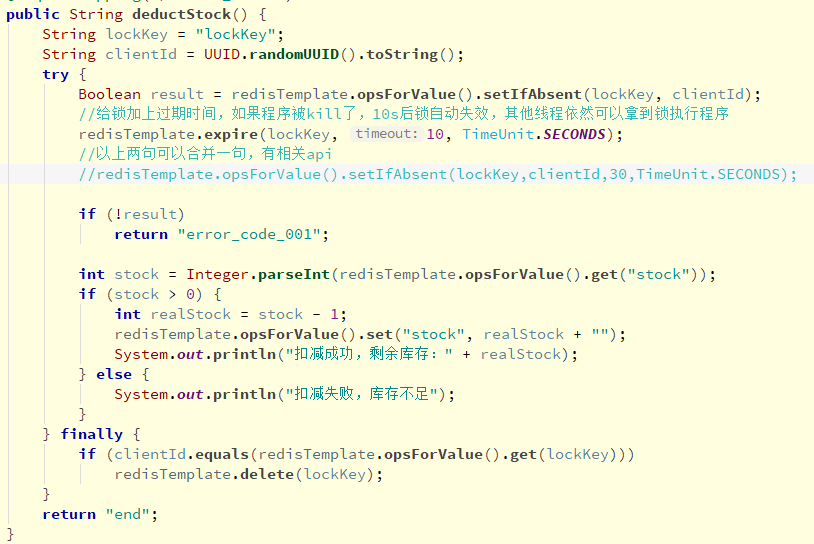 public String deductStock() {
String lockKey = "lockKey";
String clientId = UUID.randomUUID().toString();
try {
Boolean result = redisTemplate.opsForValue().setIfAbsent(lockKey, clientId);
//给锁加上过期时间，如果程序被kill了，10s后锁自动失效，其他线程依然可以拿到锁执行程序
redisTemplate.expire(lockKey, timeout: 10, TimeUnit.SECONDS);
//以上两句可以合并一句，有相关api
//redisTemplate.opsForValue().setIfAbsent(lockKey,clientId,30,TimeUnit.SECONDS);
if (!result)
return "error_code_001";
int stock = Integer.parseInt(redisTemplate.opsForValue().get("stock"));
if (stock > 0) {
int realStock = stock - 1;
redisTemplate.opsForValue().set("stock", realStock + "");
System.out.println("扣减成功，剩余库存：" + realStock);
} else {
System.out.println("扣减失败，库存不足");
}
} finally {
if (clientId.equals(redisTemplate.opsForValue().get(lockKey)))
redisTemplate.delete(lockKey);
}
return "end";
}